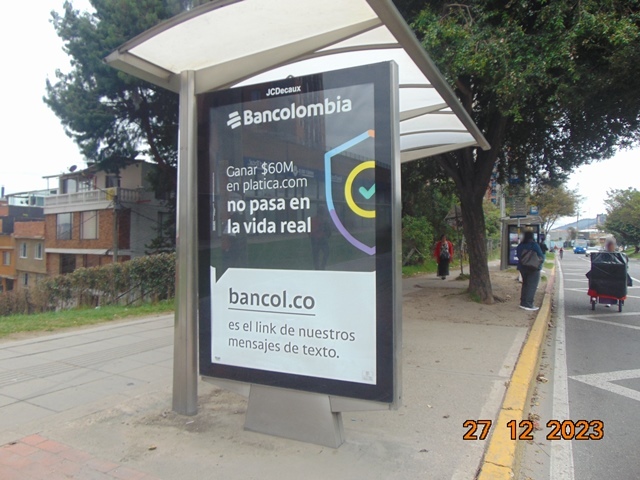 JCDecaux
Bancolombia
Ganar $60M
en platica.com
no pasa en
la vida real
bancol.co
es el link de nuestros
mensajes de texto.
27 12 2023